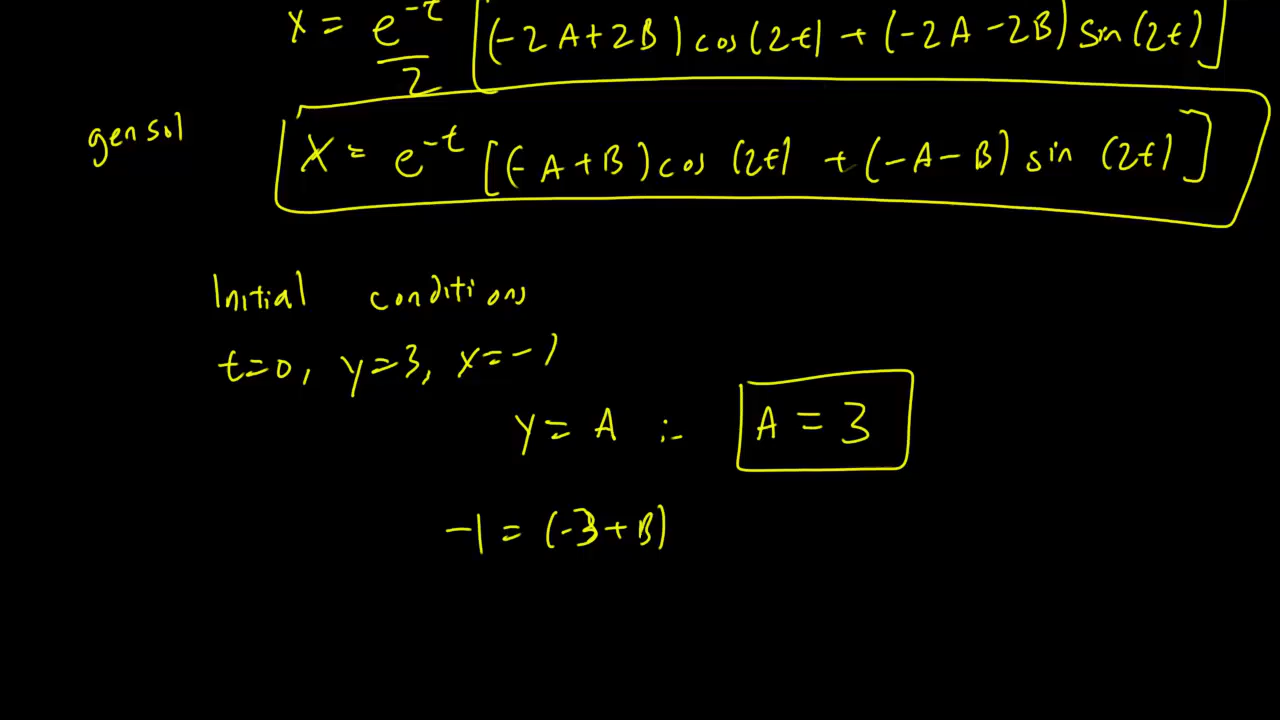 x = e^-t/2 [(-2A+2B) cos(2t) + (-2A-2B) sin(2t)]
gen sol
x = e^-t [(-A+B) cos(2t) + (-A-B) sin(2t)]
Initial conditions
t=0, y=3, x=-1
y=A ∴ A=3
-1=(-3+B)